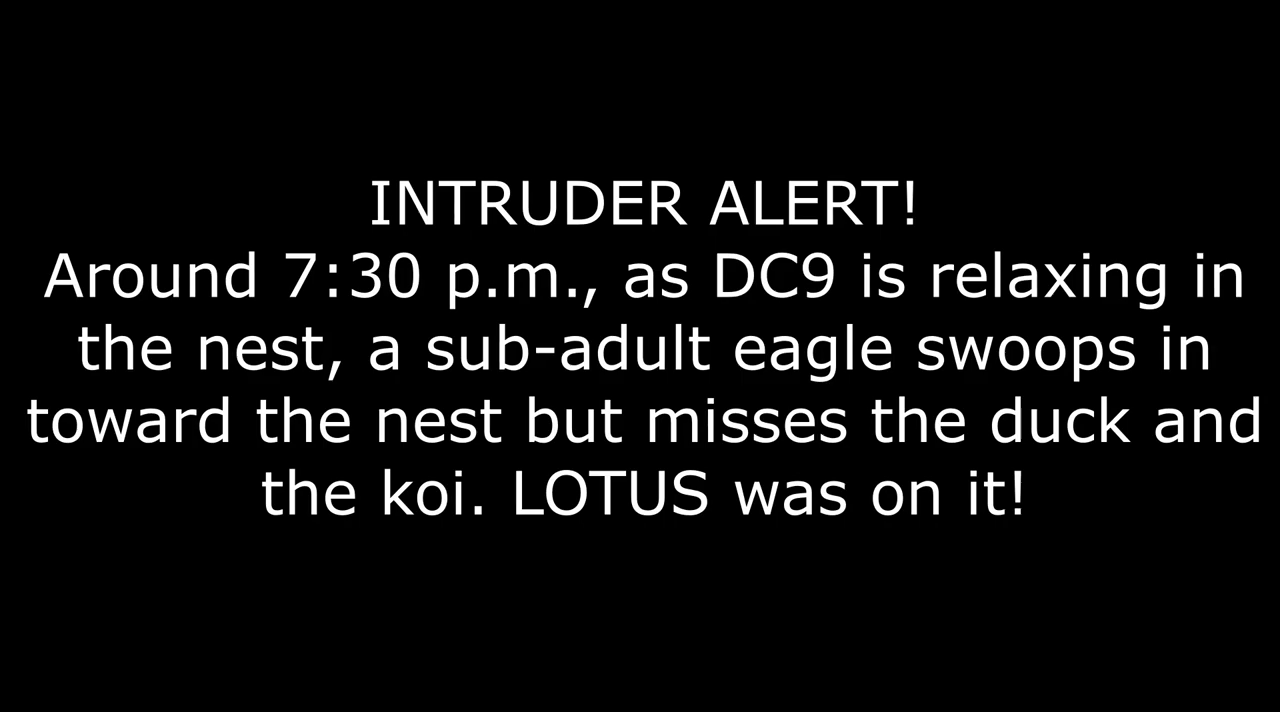 INTRUDER ALERT!
Around 7:30 p.m., as DC9 is relaxing in
the nest, a sub-adult eagle swoops in
toward the nest but misses the duck and
the koi. LOTUS was on it!